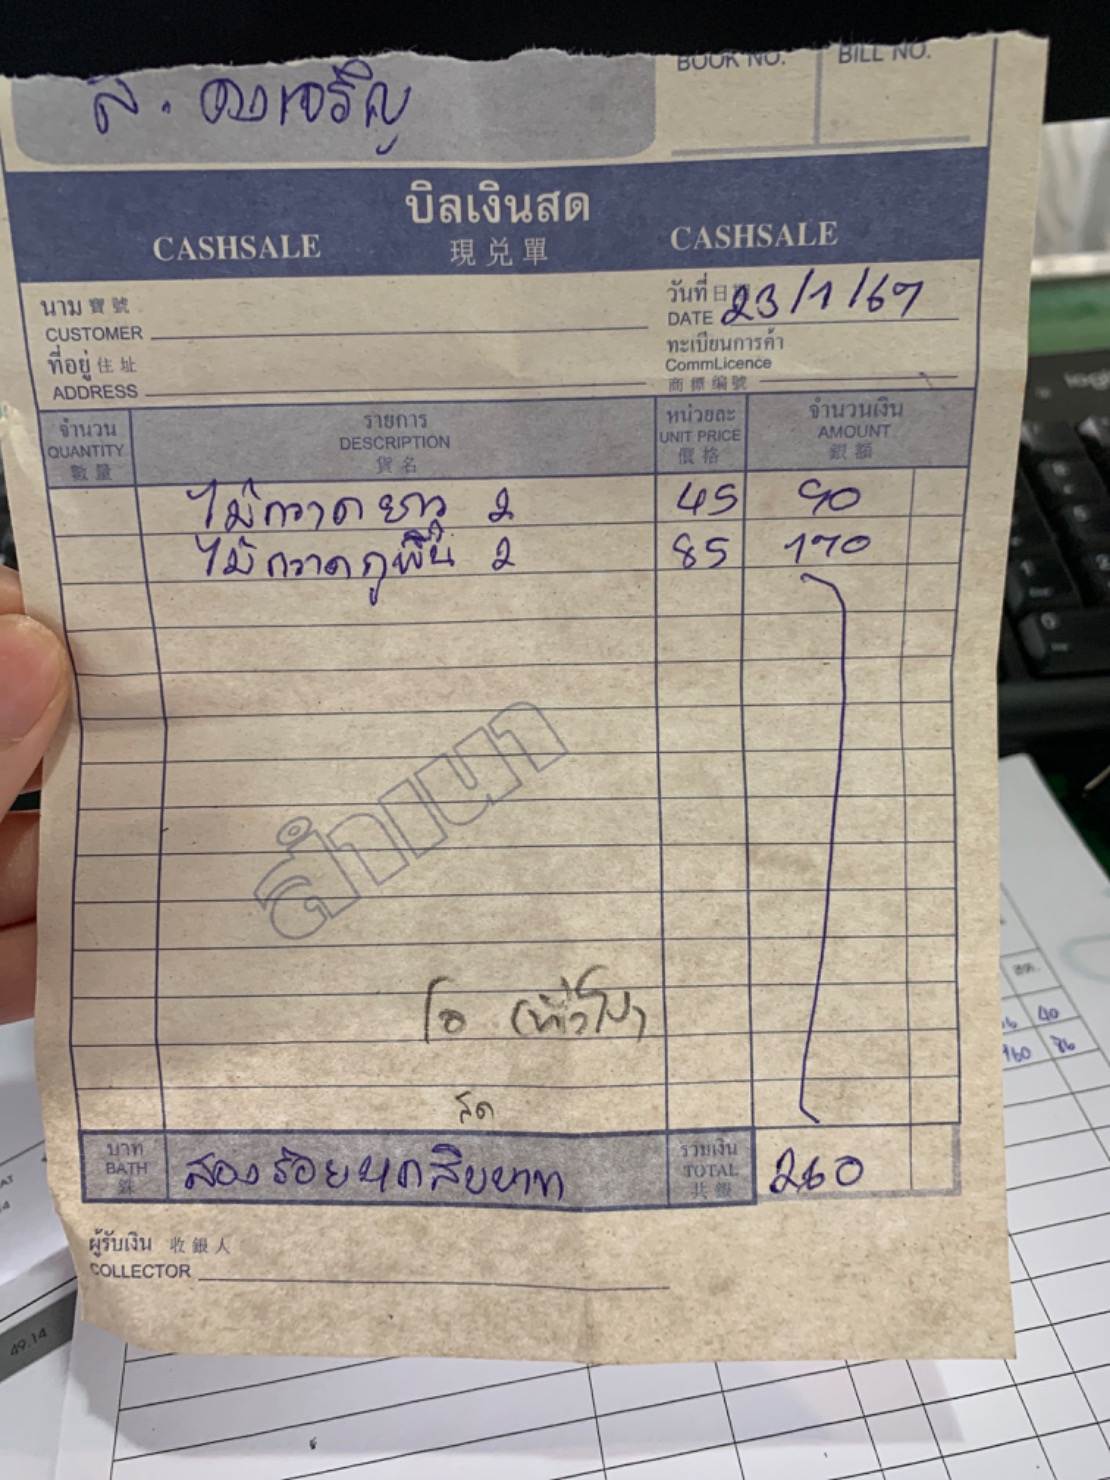 BOOK NO. BILL NO.
ส. ดวงเจริญ
บิลเงินสด
CASHSALE 現兌單 CASHSALE
นาม 寶號
CUSTOMER
วันที่ 日期
DATE 23/1/67
ที่อยู่ 住址
ADDRESS
ทะเบียนการค้า
CommLicence
商標编號
จำนวน รายการ หน่วยละ จำนวนเงิน
QUANTITY DESCRIPTION UNIT PRICE AMOUNT
數量 貨名 價格 銀額
ไม้กวาดยาว 2 45 90
ไม้กวาดถูพื้น 2 85 170
สำเนา
สด
บาท รวมเงิน
BATH สองร้อยหกสิบบาท TOTAL 260
銖 共銀
ผู้รับเงิน 收銀人
COLLECTOR
49.14
40
160 86